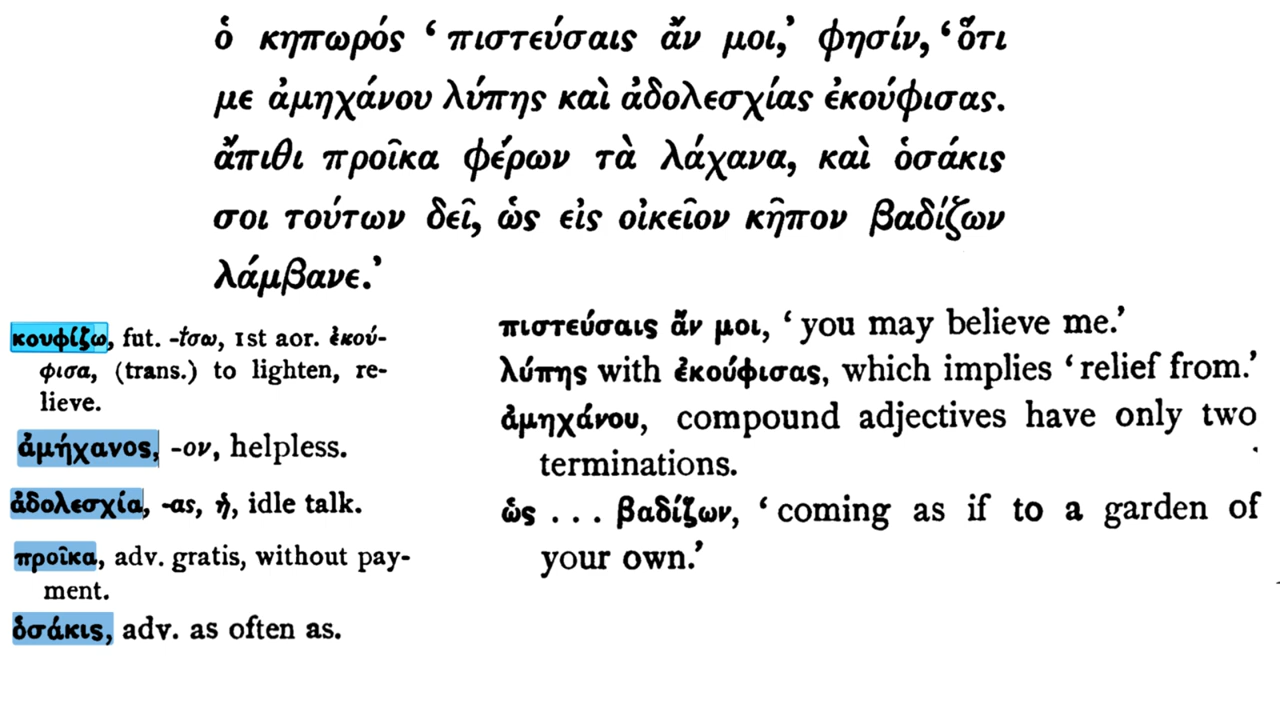 ὁ κηπωρός ‘πιστεύσαις ἄν μοι,’ φησίν, ‘ὅτι
με ἀμηχάνου λύπης καὶ ἀδολεσχίας ἐκούφισας.
ἄπιθι προῖκα φέρων τὰ λάχανα, καὶ ὁσάκις
σοι τούτων δεῖ, ὡς εἰς οἰκεῖον κῆπον βαδίζων
λάμβανε.’
κουφίζω, fut. -ίσω, 1st aor. ἐκού-
φισα, (trans.) to lighten, re-
lieve.
ἀμήχανος, -ον, helpless.
ἀδολεσχία, -ας, ἡ, idle talk.
προῖκα, adv. gratis, without pay-
ment.
ὁσάκις, adv. as often as.
πιστεύσαις ἄν μοι, ‘you may believe me.’
λύπης with ἐκούφισας, which implies ‘relief from.’
ἀμηχάνου, compound adjectives have only two
terminations.
ὡς . . . βαδίζων, ‘coming as if to a garden of
your own.’